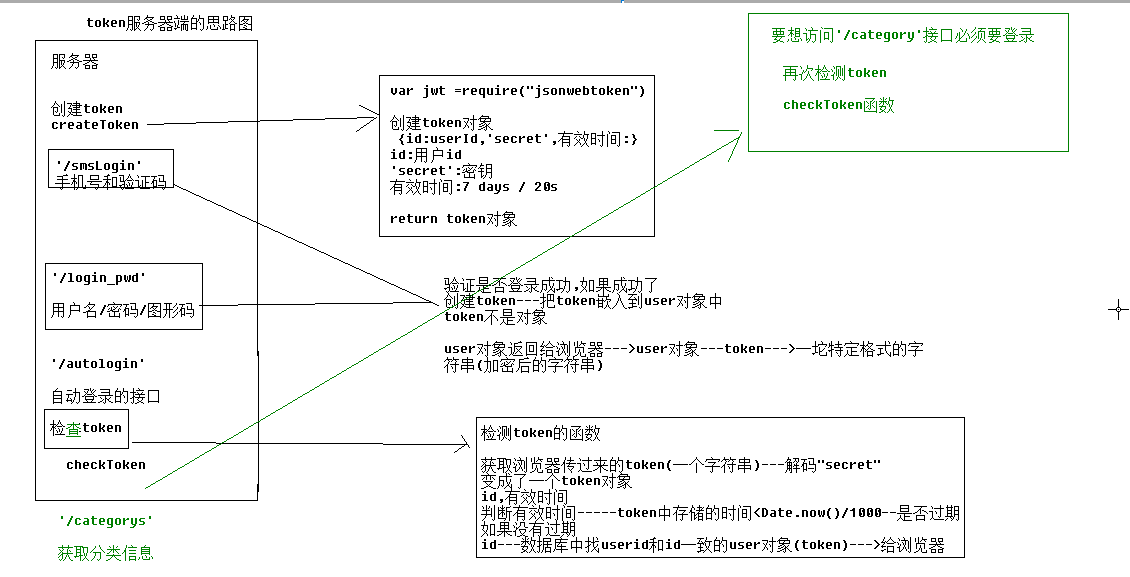 token服务器端的思路图
服务器
创建token
createToken
'/smsLogin'
手机号和验证码
'/login_pwd'
用户名/密码/图形码
'/autologin'
自动登录的接口
检查token
checkToken
'/categorys'
获取分类信息
var jwt =require("jsonwebtoken")
创建token对象
{id:userId,'secret',有效时间:}
id:用户id
'secret':密钥
有效时间:7 days / 20s
return token对象
验证是否登录成功,如果成功了
创建token---把token嵌入到user对象中
token不是对象
user对象返回给浏览器--->user对象---token--->一坨特定格式的字
符串(加密后的字符串)
检测token的函数
获取浏览器传过来的token(一个字符串)---解码"secret"
变成了一个token对象
id,有效时间
判断有效时间-----token中存储的时间<Date.now()/1000--是否过期
如果没有过期
id---数据库中找userid和id一致的user对象(token)--->给浏览器
要想访问'/category'接口必须要登录
再次检测token
checkToken函数